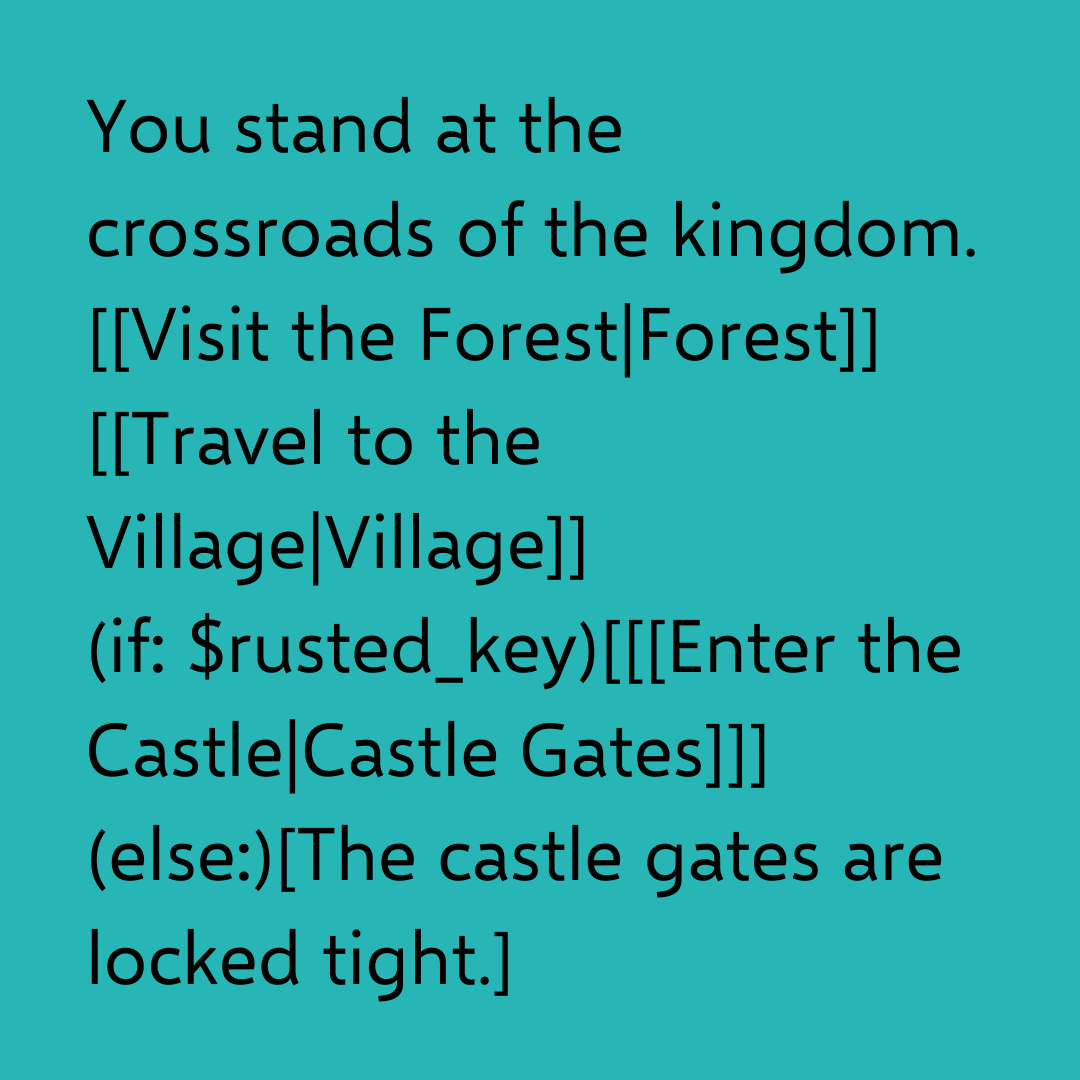 You stand at the
crossroads of the kingdom.
[[Visit the Forest|Forest]]
[[Travel to the
Village|Village]]
(if: $rusted_key)[[[Enter the
Castle|Castle Gates]]]
(else:)[The castle gates are
locked tight.]